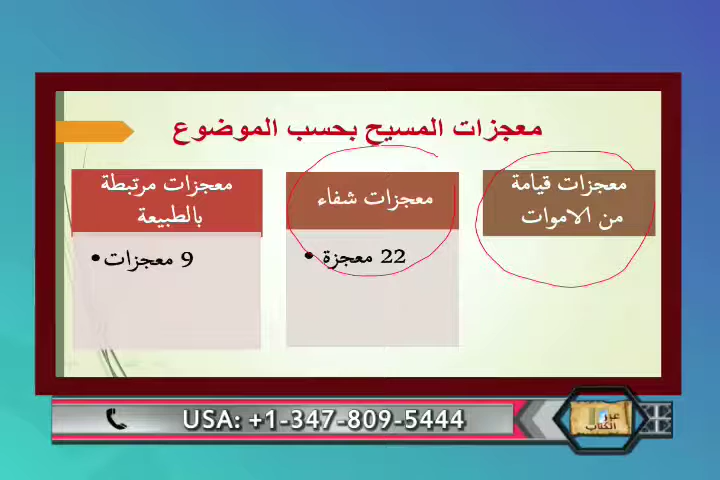 معجزات المسيح بحسب الموضوع
معجزات قيامة
من الاموات
معجزات شفاء
• 22 معجزة
معجزات مرتبطة
بالطبيعة
• 9 معجزات
USA: +1-347-809-5444
الكتاب